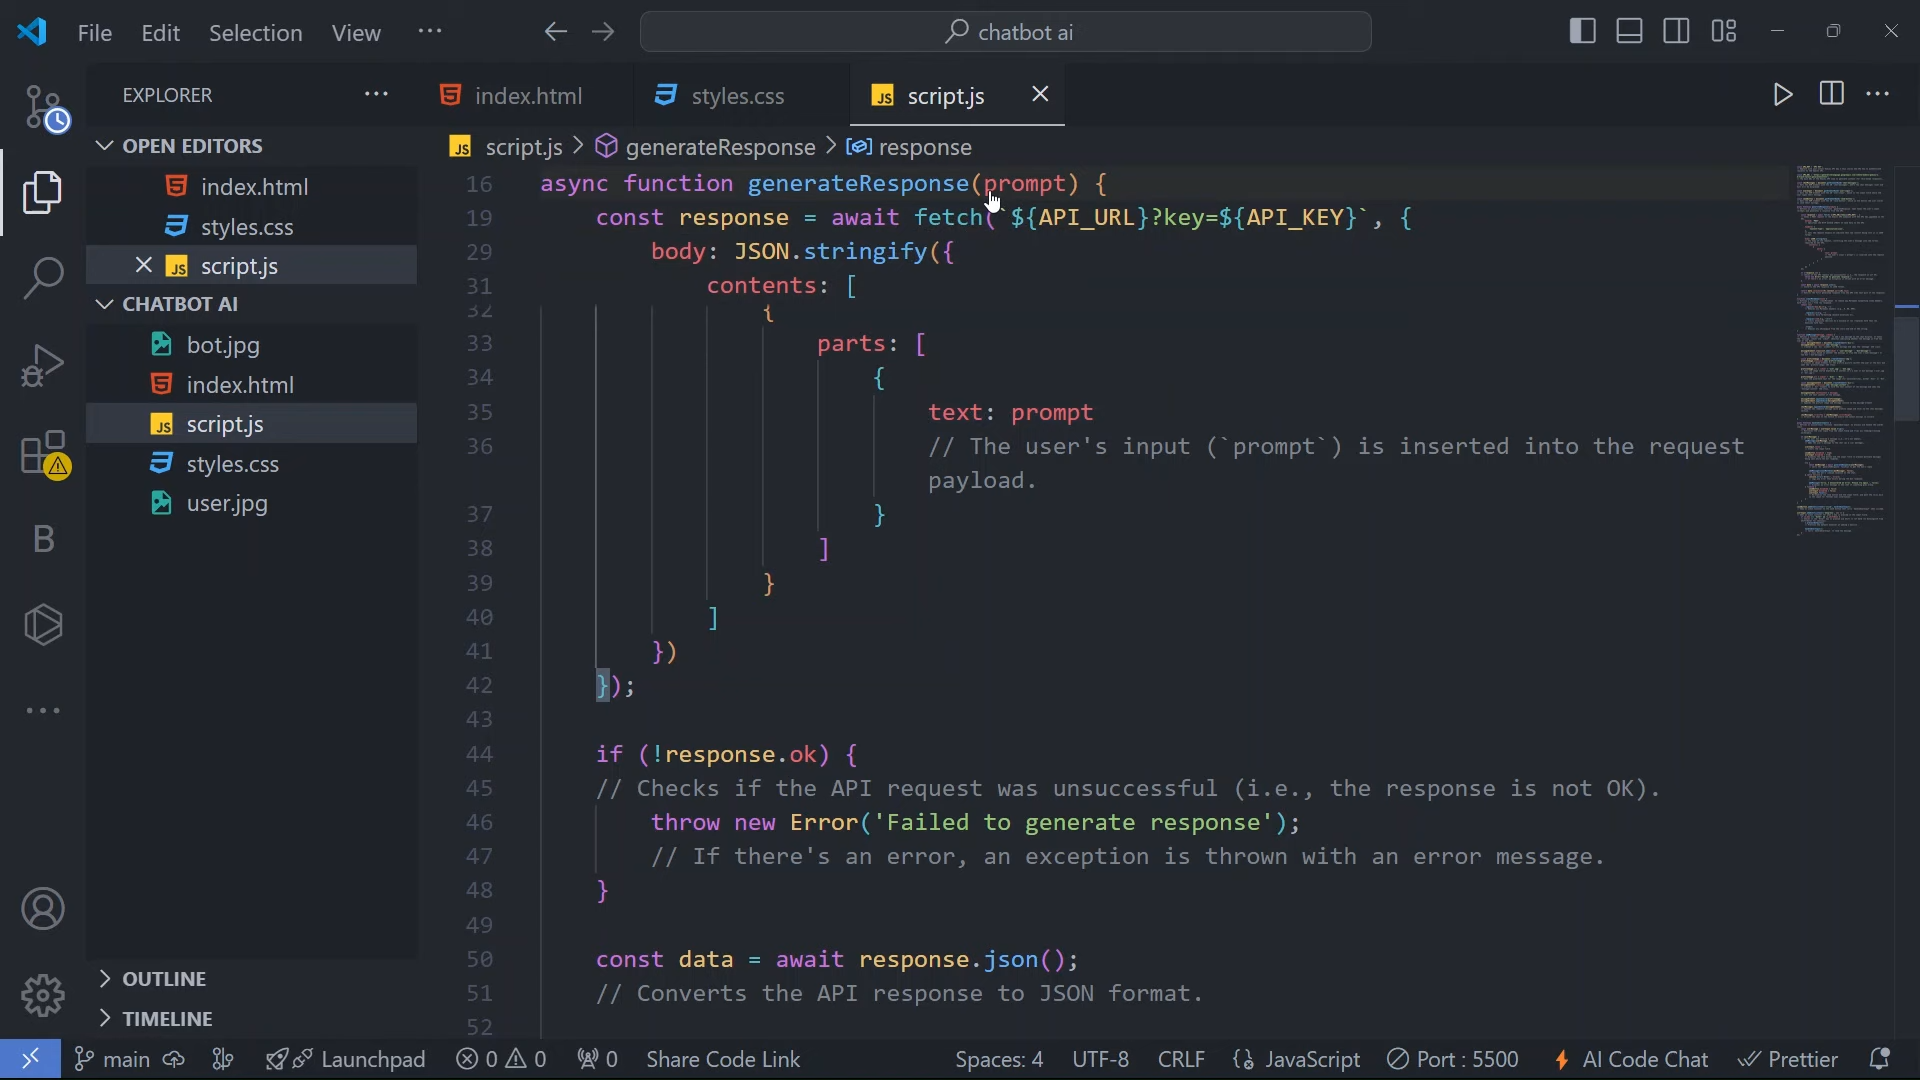 File Edit Selection View ··· chatbot ai
EXPLORER ··· index.html styles.css JS script.js
OPEN EDITORS
index.html
styles.css
JS script.js
CHATBOT AI
bot.jpg
index.html
JS script.js
styles.css
user.jpg
B
OUTLINE
TIMELINE
JS script.js > generateResponse > response
16 async function generateResponse(prompt) {
19 const response = await fetch(`${API_URL}?key=${API_KEY}`, {
29 body: JSON.stringify({
31 contents: [
32 {
33 parts: [
34 {
35 text: prompt
36 // The user's input (`prompt`) is inserted into the request
payload.
37 }
38 ]
39 }
40 ]
41 })
42 });
43
44 if (!response.ok) {
45 // Checks if the API request was unsuccessful (i.e., the response is not OK).
46 throw new Error('Failed to generate response');
47 // If there's an error, an exception is thrown with an error message.
48 }
49
50 const data = await response.json();
51 // Converts the API response to JSON format.
52
main Launchpad 0 0 0 Share Code Link Spaces: 4 UTF-8 CRLF {} JavaScript Port : 5500 AI Code Chat Prettier